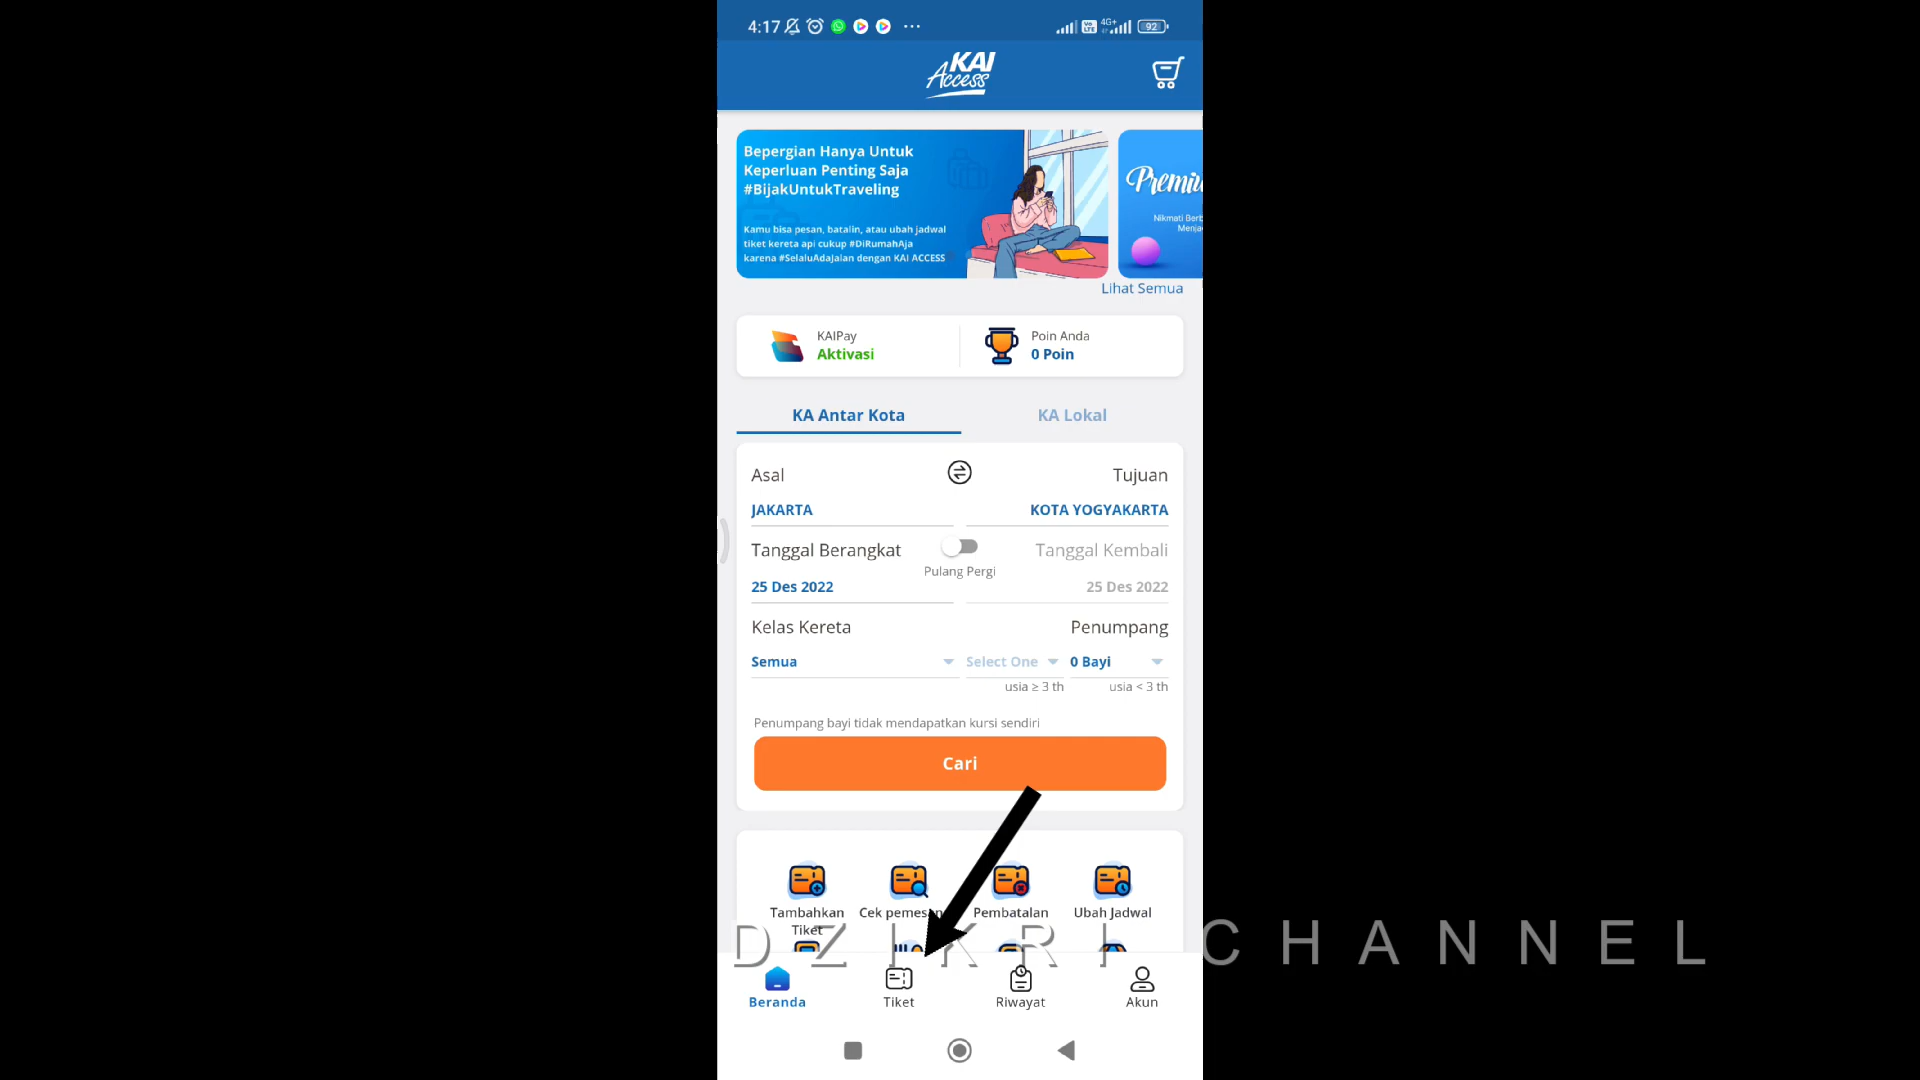 4:17
4G+
92
KAI
Access
Bepergian Hanya Untuk
Keperluan Penting Saja
#BijakUntukTraveling
Kamu bisa pesan, batalin, atau ubah jadwal
tiket kereta api cukup #DiRumahAja
karena #SelaluAdaJalan dengan KAI ACCESS
Lihat Semua
KAIPay
Aktivasi
Poin Anda
0 Poin
KA Antar Kota
KA Lokal
Asal
Tujuan
JAKARTA
KOTA YOGYAKARTA
Tanggal Berangkat
Pulang Pergi
Tanggal Kembali
25 Des 2022
25 Des 2022
Kelas Kereta
Penumpang
Semua
Select One
0 Bayi
usia ≥ 3 th
usia < 3 th
Penumpang bayi tidak mendapatkan kursi sendiri
Cari
Tambahkan
Tiket
Cek
Pembatalan
Ubah Jadwal
DZIKRI CHANNEL
Beranda
Tiket
Riwayat
Akun